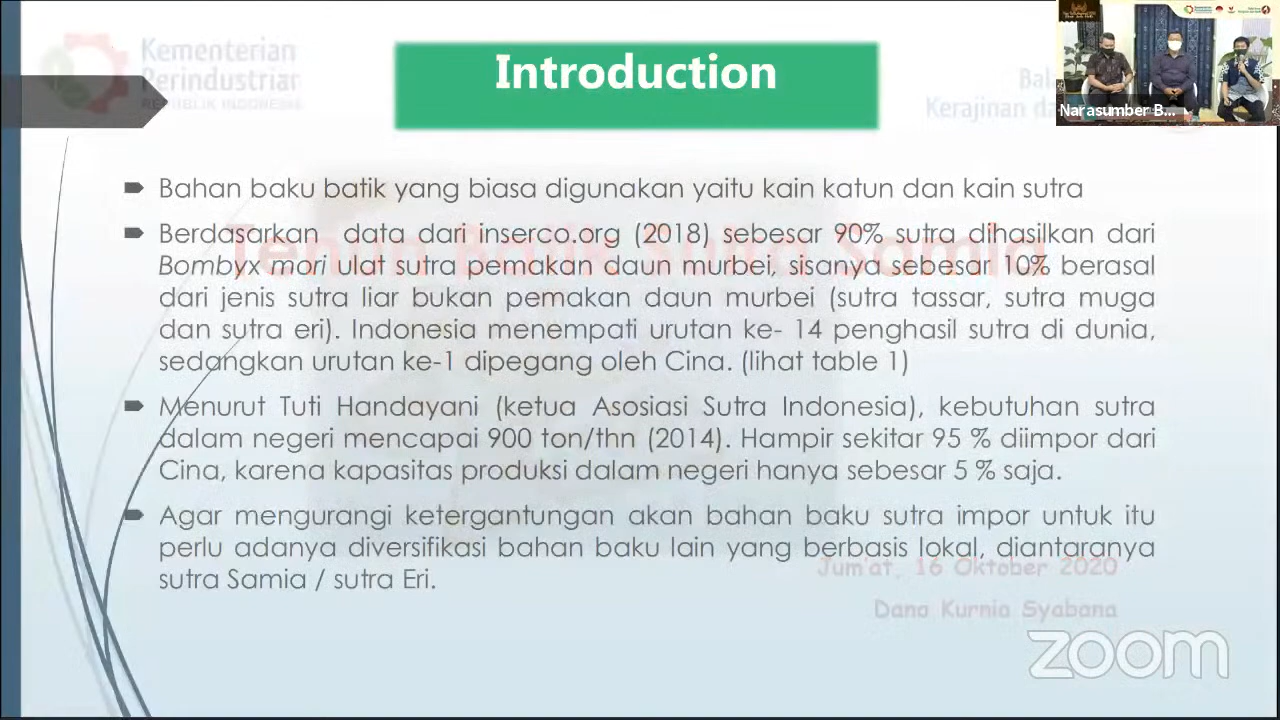 Kementerian
Perindustrian
REPUBLIK INDONESIA
Introduction
Kerajinan da
Narasumber B...
Bahan baku batik yang biasa digunakan yaitu kain katun dan kain sutra
Berdasarkan data dari inserco.org (2018) sebesar 90% sutra dihasilkan dari
Bombyx mori ulat sutra pemakan daun murbei, sisanya sebesar 10% berasal
dari jenis sutra liar bukan pemakan daun murbei (sutra tassar, sutra muga
dan sutra eri). Indonesia menempati urutan ke- 14 penghasil sutra di dunia,
sedangkan urutan ke-1 dipegang oleh Cina. (lihat table 1)
Menurut Tuti Handayani (ketua Asosiasi Sutra Indonesia), kebutuhan sutra
dalam negeri mencapai 900 ton/thn (2014). Hampir sekitar 95 % diimpor dari
Cina, karena kapasitas produksi dalam negeri hanya sebesar 5 % saja.
Agar mengurangi ketergantungan akan bahan baku sutra impor untuk itu
perlu adanya diversifikasi bahan baku lain yang berbasis lokal, diantaranya
sutra Samia / sutra Eri.
Jum'at, 16 Oktober 2020
Dana Kurnia Syabana
zoom